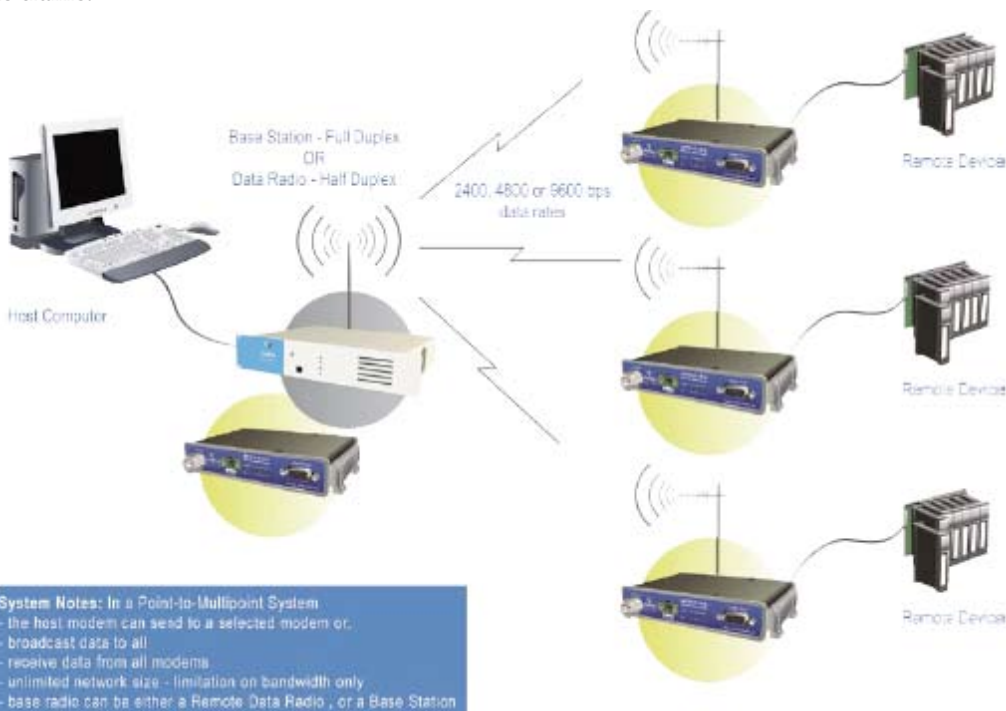 Base Station - Full Duplex
OR
Data Radio - Half Duplex
2400, 4800 or 9600 bps
data rates
Remote Device
Host Computer
Remote Device
Remote Device
System Notes: In a Point-to-Multipoint System
- the host modem can send to a selected modem or,
- broadcast data to all
- receive data from all modems
- unlimited network size - limitation on bandwidth only
- base radio can be either a Remote Data Radio , or a Base Station